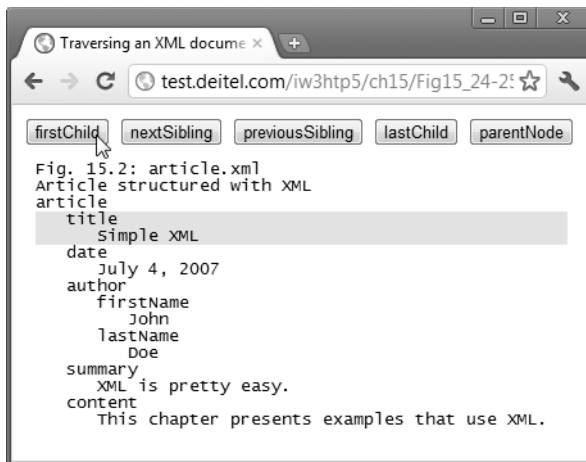 Traversing an XML docume
test.deitel.com/iw3htp5/ch15/Fig15_24-25
firstChild nextSibling previousSibling lastChild parentNode
Fig. 15.2: article.xml
Article structured with XML
article
title
Simple XML
date
July 4, 2007
author
firstName
John
lastName
Doe
summary
XML is pretty easy.
content
This chapter presents examples that use XML.